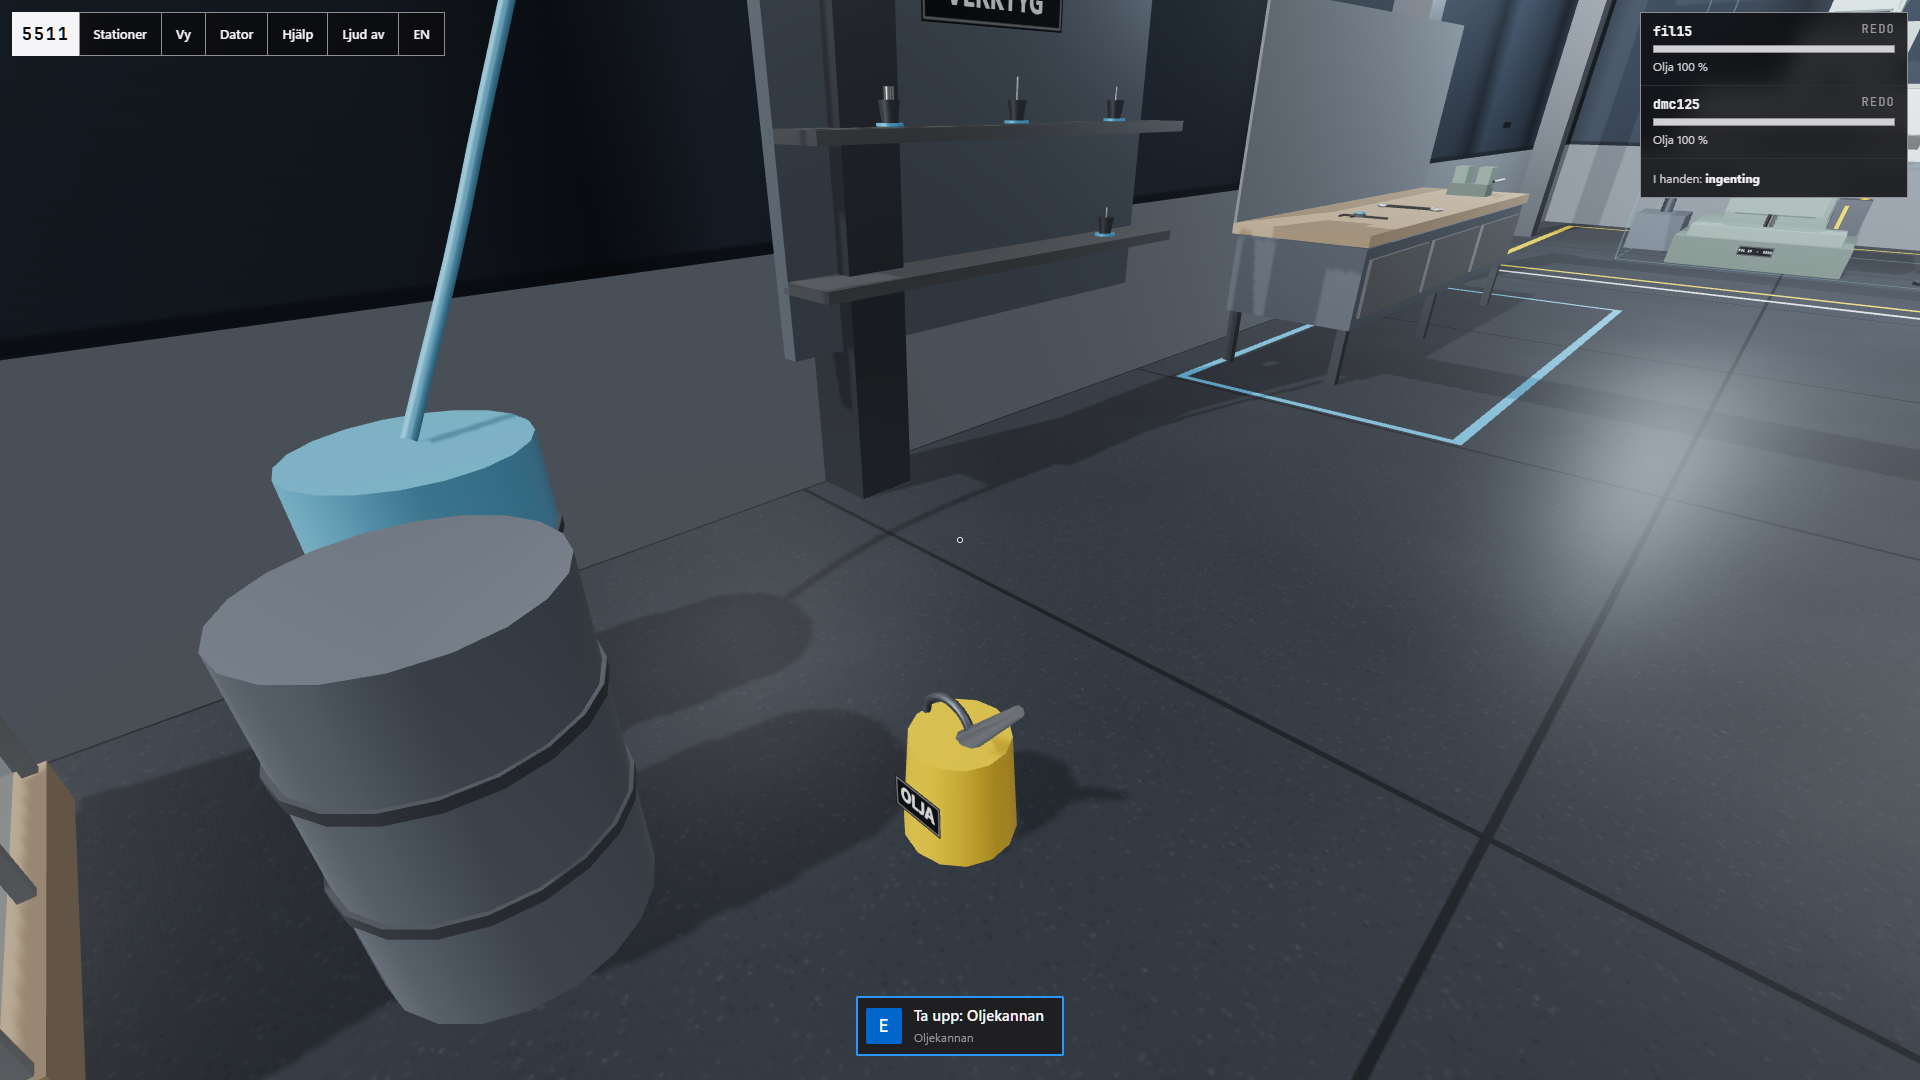 5511
Stationer
Vy
Dator
Hjälp
Ljud av
EN
VERKTYG
fil15
REDO
Olja 100 %
dmc125
REDO
Olja 100 %
I handen: ingenting
OLJA
E
Ta upp: Oljekannan
Oljekannan